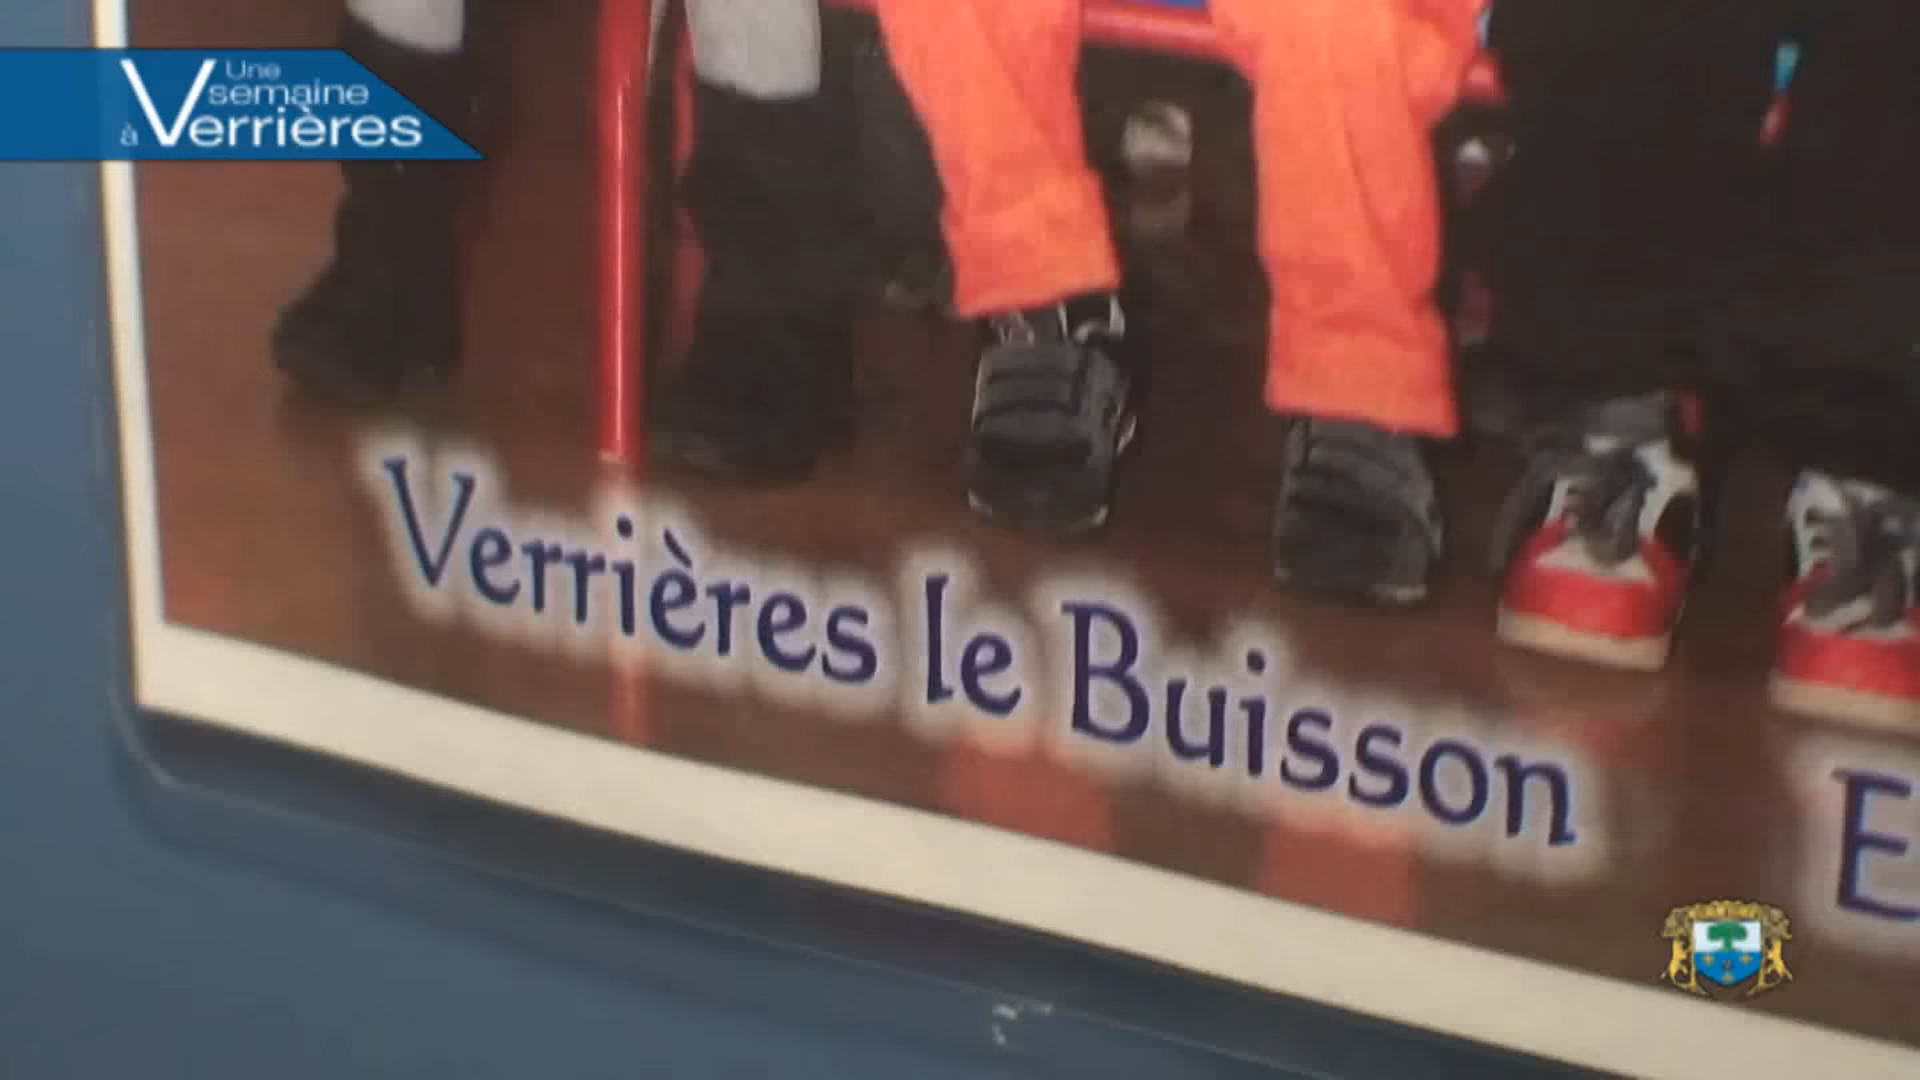 Une
semaine
à Verrières
Verrières le Buisson
E